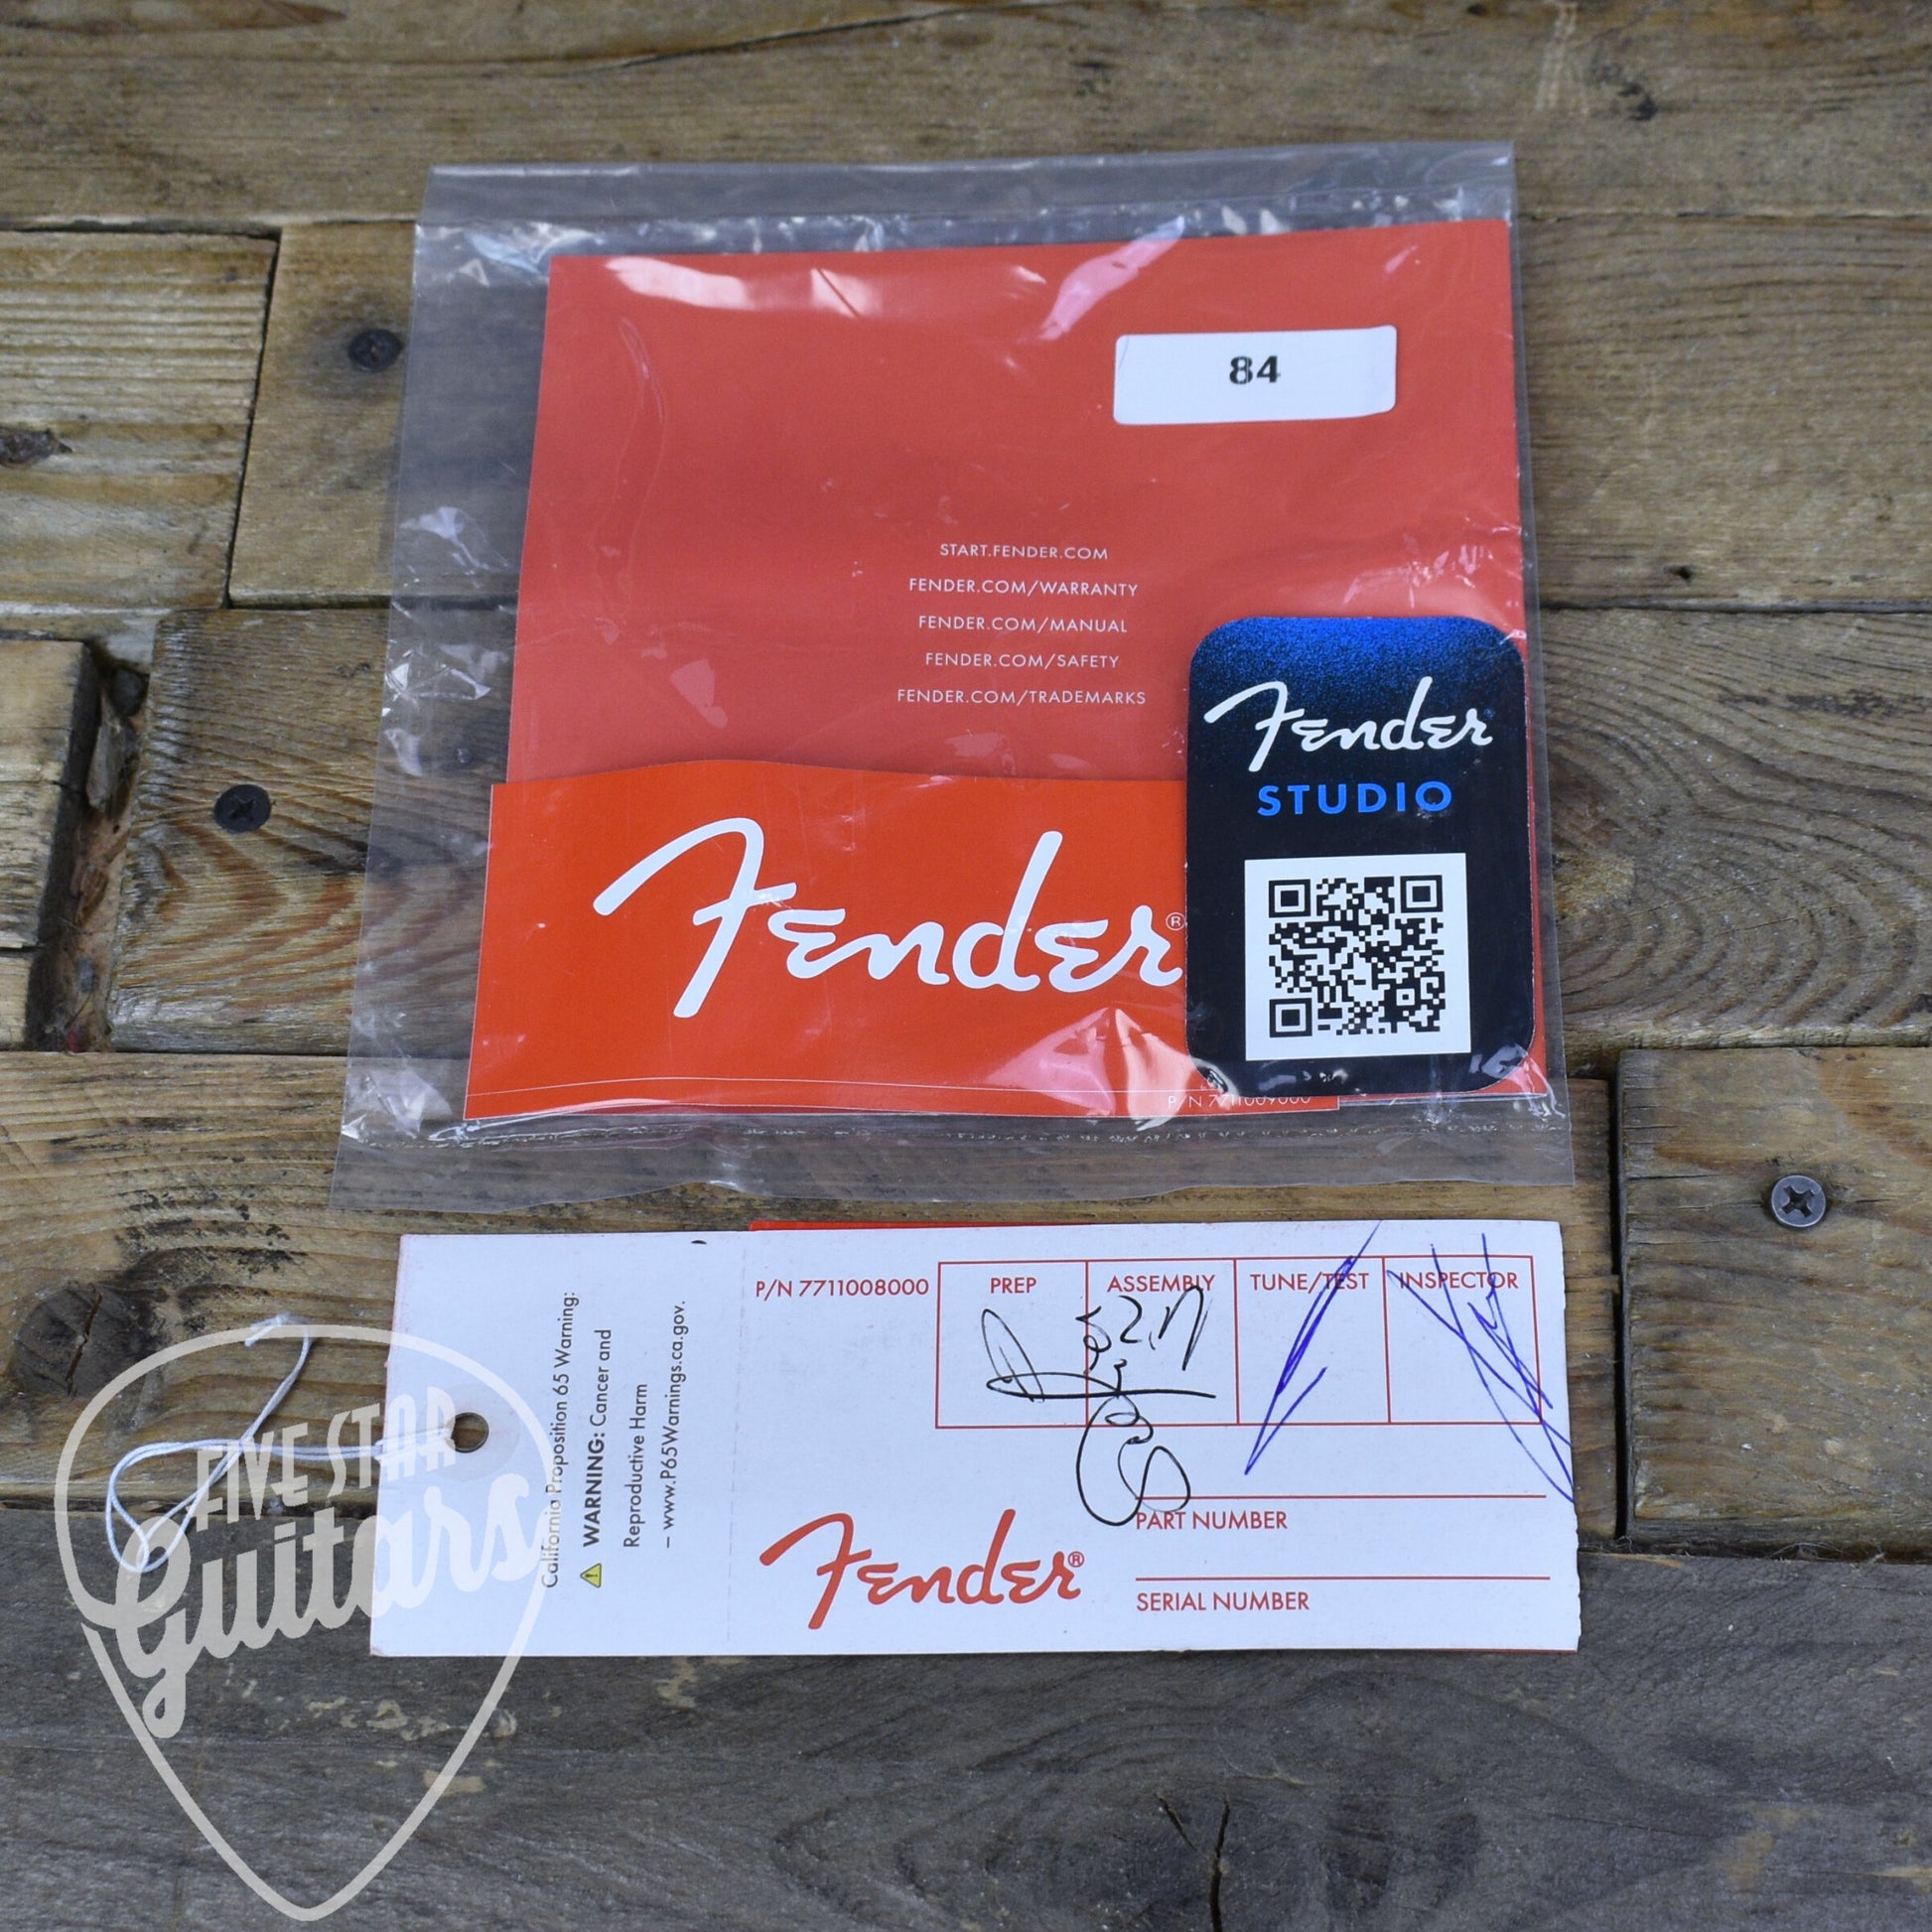 84
START.FENDER.COM
FENDER.COM/WARRANTY
FENDER.COM/MANUAL
FENDER.COM/SAFETY
FENDER.COM/TRADEMARKS
Fender®
STUDIO
Fender®
P/N 7711009000
California Proposition 65 Warning:
WARNING: Cancer and
Reproductive Harm
– www.P65Warnings.ca.gov.
P/N 7711008000
PREP
ASSEMBLY
TUNE/TEST
INSPECTOR
Fender®
PART NUMBER
SERIAL NUMBER
FIVE STAR
Guitars